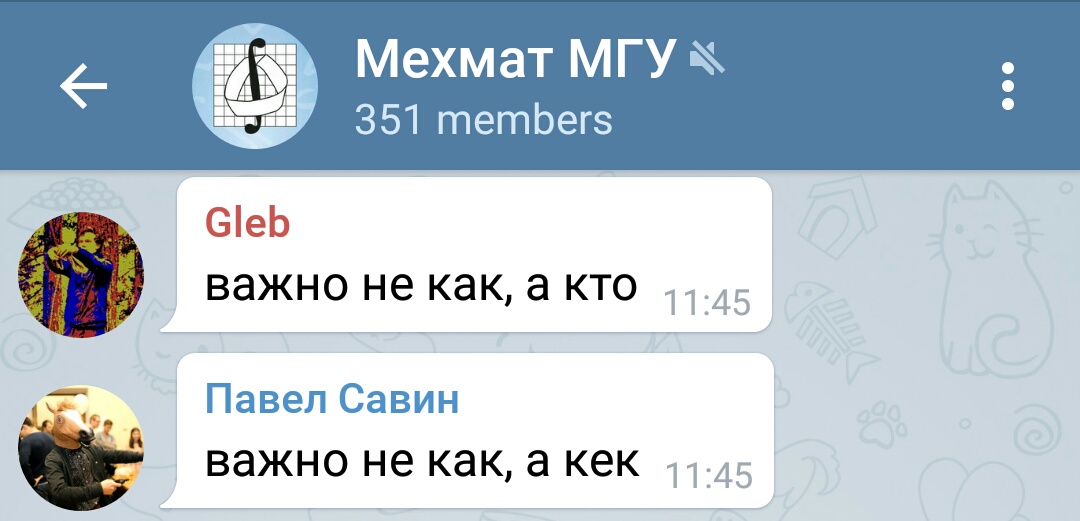 Мехмат МГУ
351 members
Gleb
важно не как, а кто 11:45
Павел Савин
важно не как, а кек 11:45